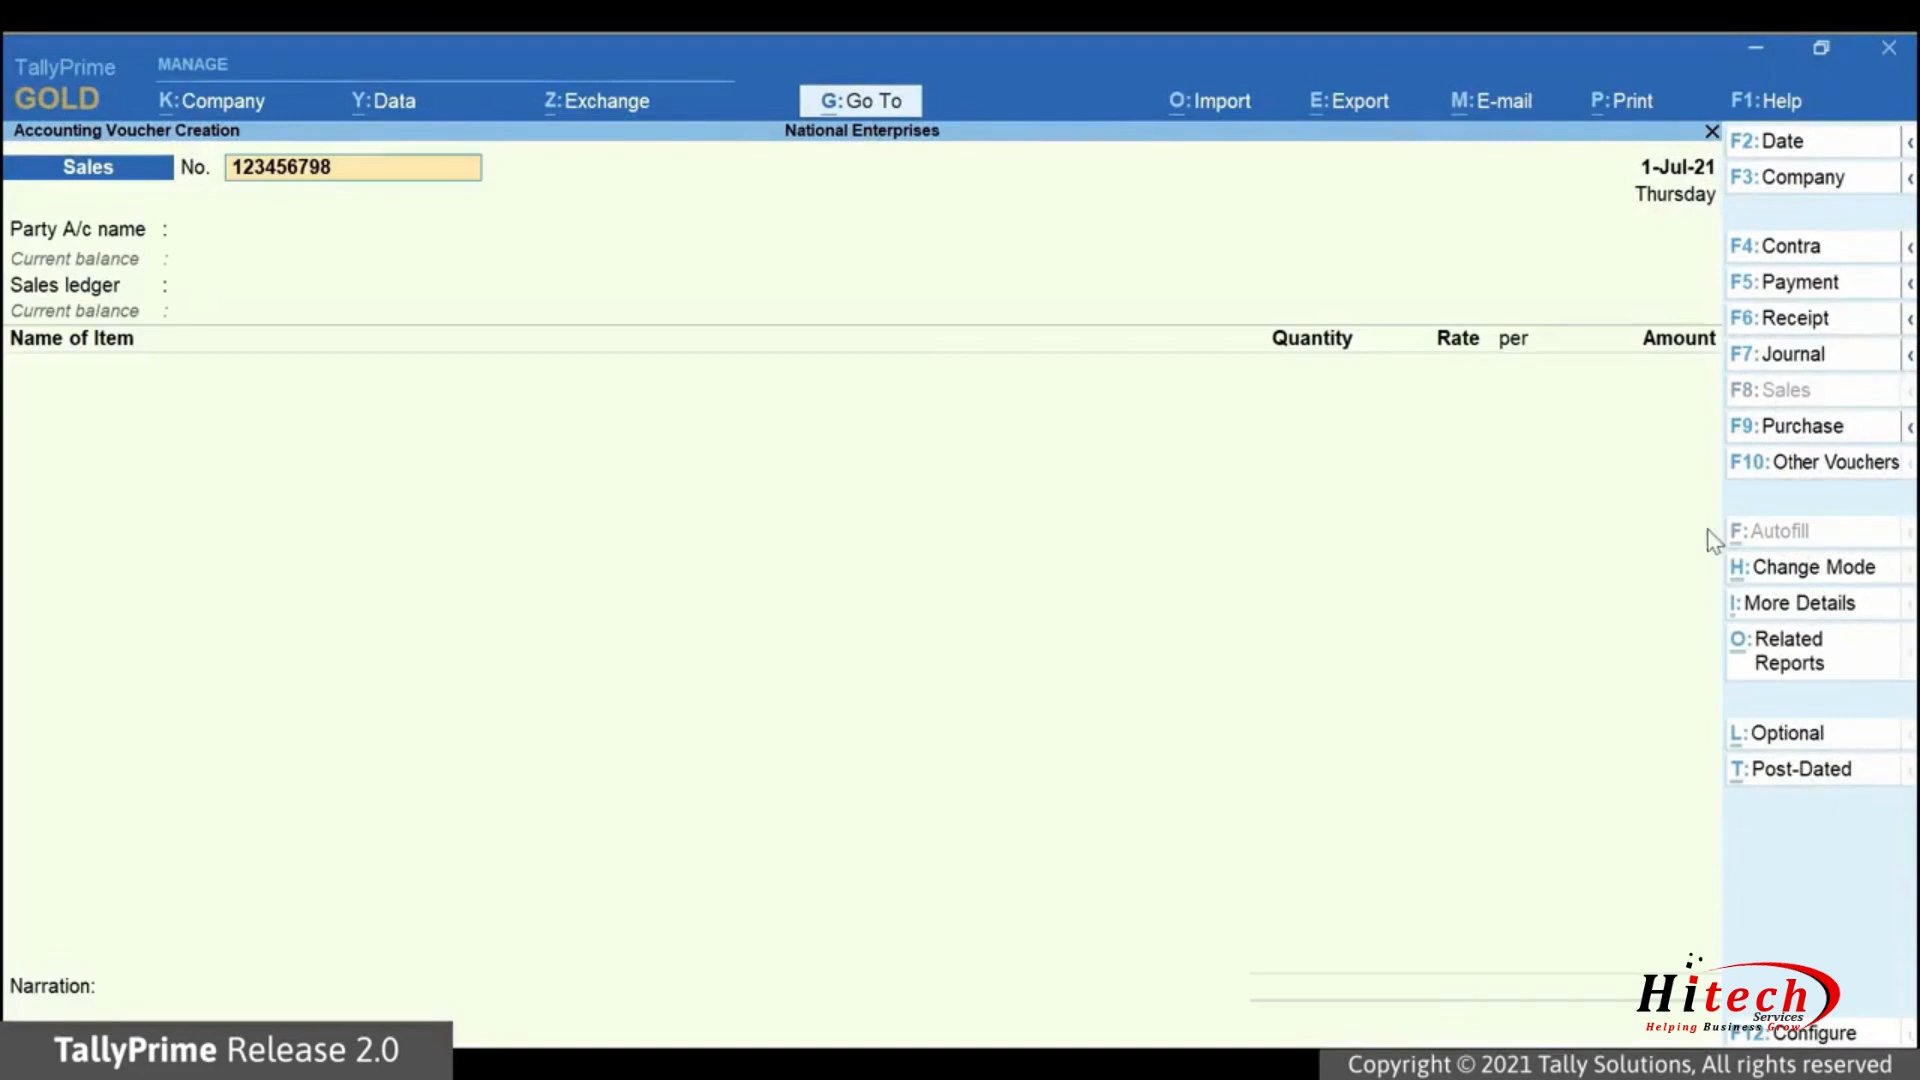 MANAGE
TallyPrime
GOLD
K: Company
Y: Data
Z: Exchange
G: Go To
O: Import
E: Export
M: E-mail
P: Print
F1: Help
Accounting Voucher Creation
National Enterprises
Sales No. 123456798
1-Jul-21
Thursday
Party A/c name :
Current balance :
Sales ledger :
Current balance :
Name of Item Quantity Rate per Amount
Narration:
F2: Date
F3: Company
F4: Contra
F5: Payment
F6: Receipt
F7: Journal
F8: Sales
F9: Purchase
F10: Other Vouchers
F: Autofill
H: Change Mode
I: More Details
O: Related
Reports
L: Optional
T: Post-Dated
Hitech
Services
Helping Business Grow
F12: Configure
TallyPrime Release 2.0
Copyright © 2021 Tally Solutions, All rights reserved